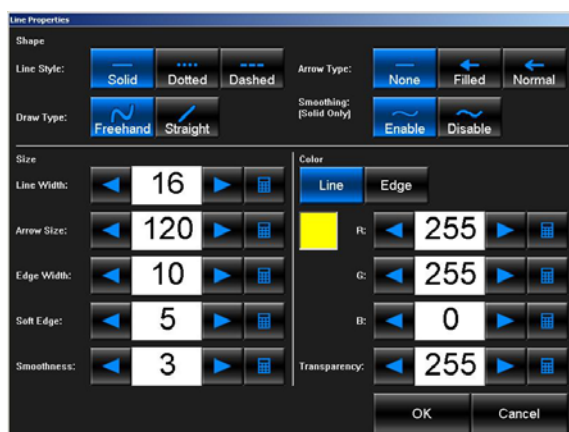 Line Properties
Shape
Line Style:
Solid
Dotted
Dashed
Arrow Type:
None
Filled
Normal
Draw Type:
Freehand
Straight
Smoothing:
[Solid Only]
Enable
Disable
Size
Line Width:
16
Arrow Size:
120
Edge Width:
10
Soft Edge:
5
Smoothness:
3
Color
Line
Edge
R:
255
G:
255
B:
0
Transparency:
255
OK
Cancel